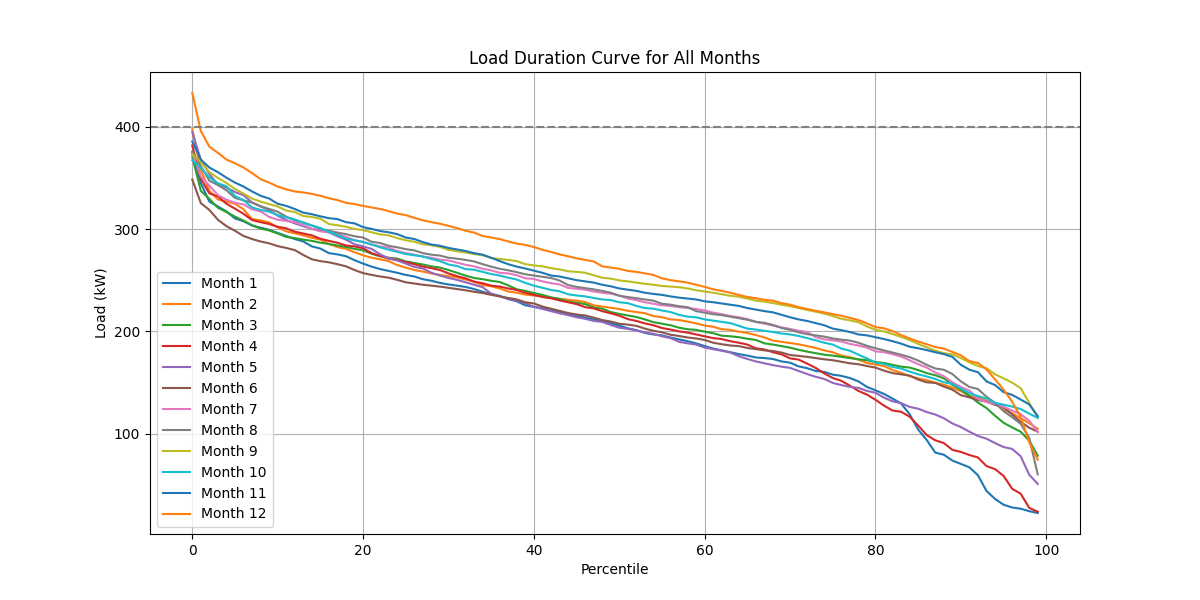 Load Duration Curve for All Months
Load (kW)
400
300
200
100
Month 1
Month 2
Month 3
Month 4
Month 5
Month 6
Month 7
Month 8
Month 9
Month 10
Month 11
Month 12
0 20 40 60 80 100
Percentile